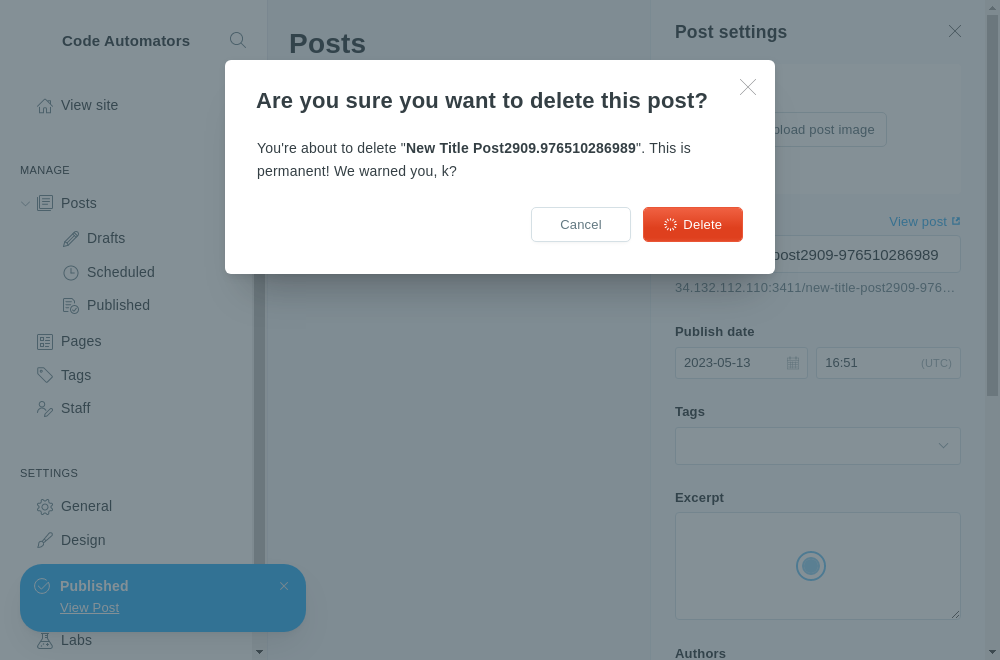 Code Automators
View site
MANAGE
Posts
Drafts
Scheduled
Published
Pages
Tags
Staff
SETTINGS
General
Design
Published
View Post
Labs
Posts
Are you sure you want to delete this post?
You're about to delete "New Title Post2909.976510286989". This is
permanent! We warned you, k?
Cancel
Delete
Post settings
pload post image
View post
post2909-976510286989
34.132.112.110:3411/new-title-post2909-976…
Publish date
2023-05-13
16:51
(UTC)
Tags
Excerpt
Authors